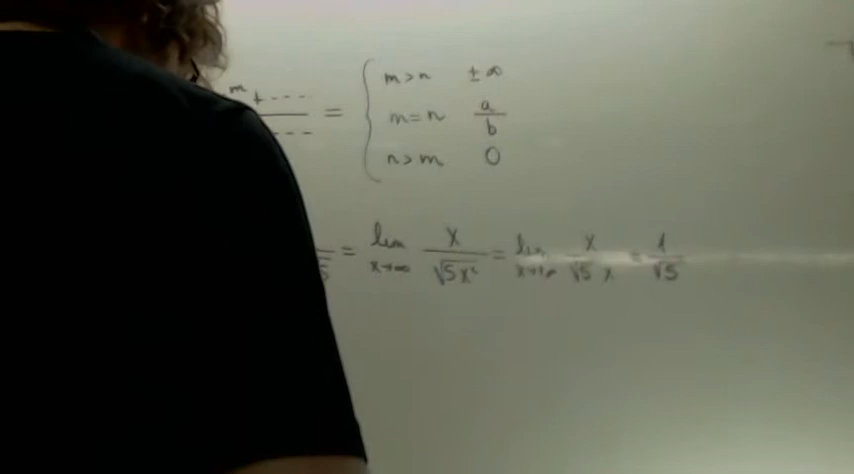 m > n ± ∞
m + ---- = m = n a/b
n > m 0
= lim x→∞ x/√5x² = lim x→+∞ x/√5 x = 1/√5